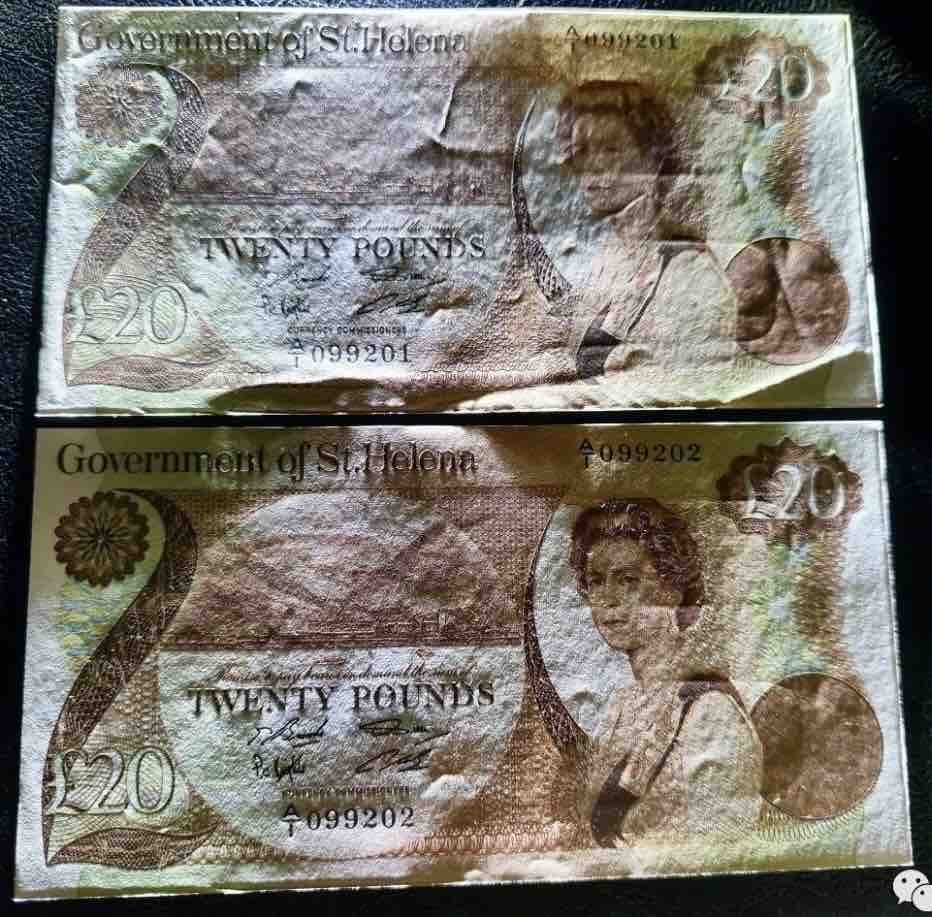 Government of St.Helena
A/1 099201
£20
TWENTY POUNDS
£20
CURRENCY COMMISSIONERS
A/1 099201
Government of St.Helena
A/1 099202
£20
TWENTY POUNDS
£20
CURRENCY COMMISSIONERS
A/1 099202